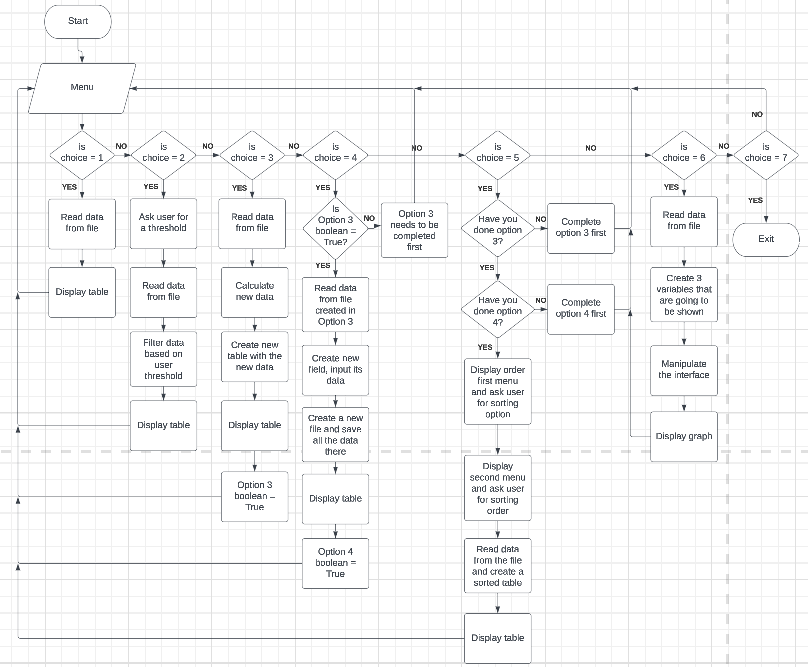 Start
Menu
NO
is
choice = 1
NO
is
choice = 2
NO
is
choice = 3
NO
is
choice = 4
NO
is
choice = 5
NO
is
choice = 6
NO
is
choice = 7
YES
YES
YES
YES
YES
YES
YES
Read data
from file
Display table
Ask user for
a threshold
Read data
from file
Filter data
based on
user
threshold
Display table
Read data
from file
Calculate
new data
Create new
table with the
new data
Display table
Option 3
boolean =
True
Is
Option 3
boolean =
True?
NO
Option 3
needs to be
completed
first
YES
Read data
from file
created in
Option 3
Create new
field, input its
data
Create a new
file and save
all the data
there
Display table
Option 4
boolean =
True
Have you
done option
3?
NO
Complete
option 3 first
YES
Have you
done option
4?
NO
Complete
option 4 first
YES
Display order
first menu
and ask user
for sorting
option
Display
second menu
and ask user
for sorting
order
Read data
from the file
and create a
sorted table
Display table
Read data
from file
Create 3
variables that
are going to
be shown
Manipulate
the interface
Display graph
Exit